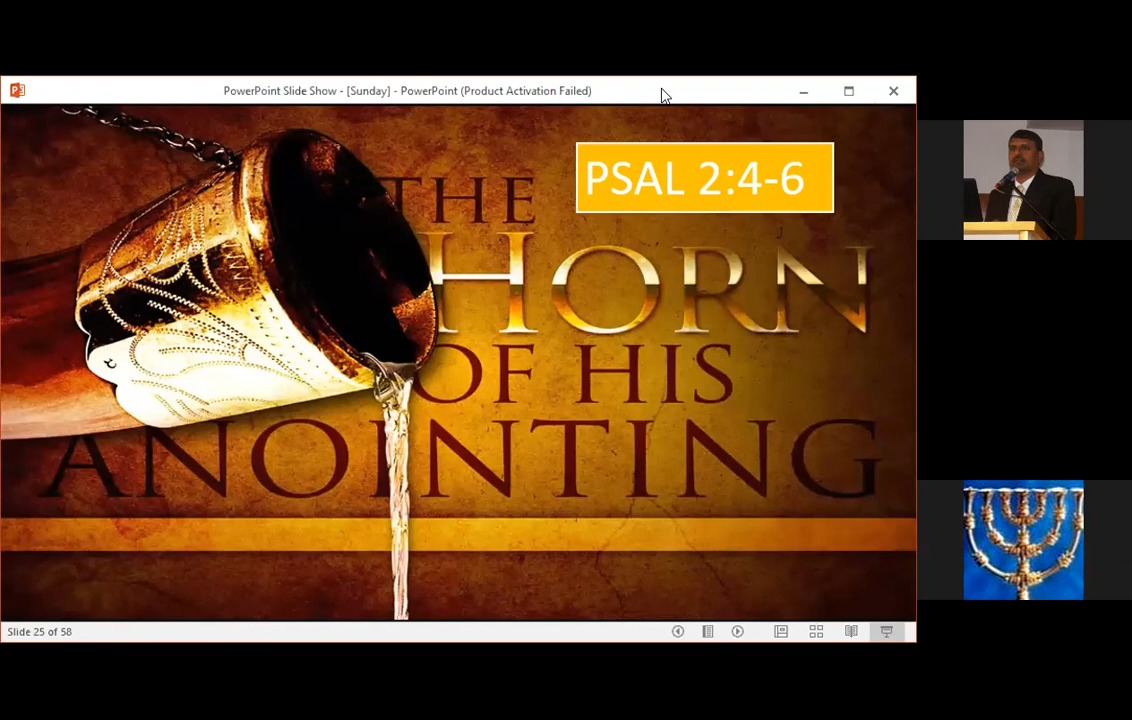 PowerPoint Slide Show - [Sunday] - PowerPoint (Product Activation Failed)
PSAL 2:4-6
THE
HORN
OF HIS
ANOINTING
Slide 25 of 58